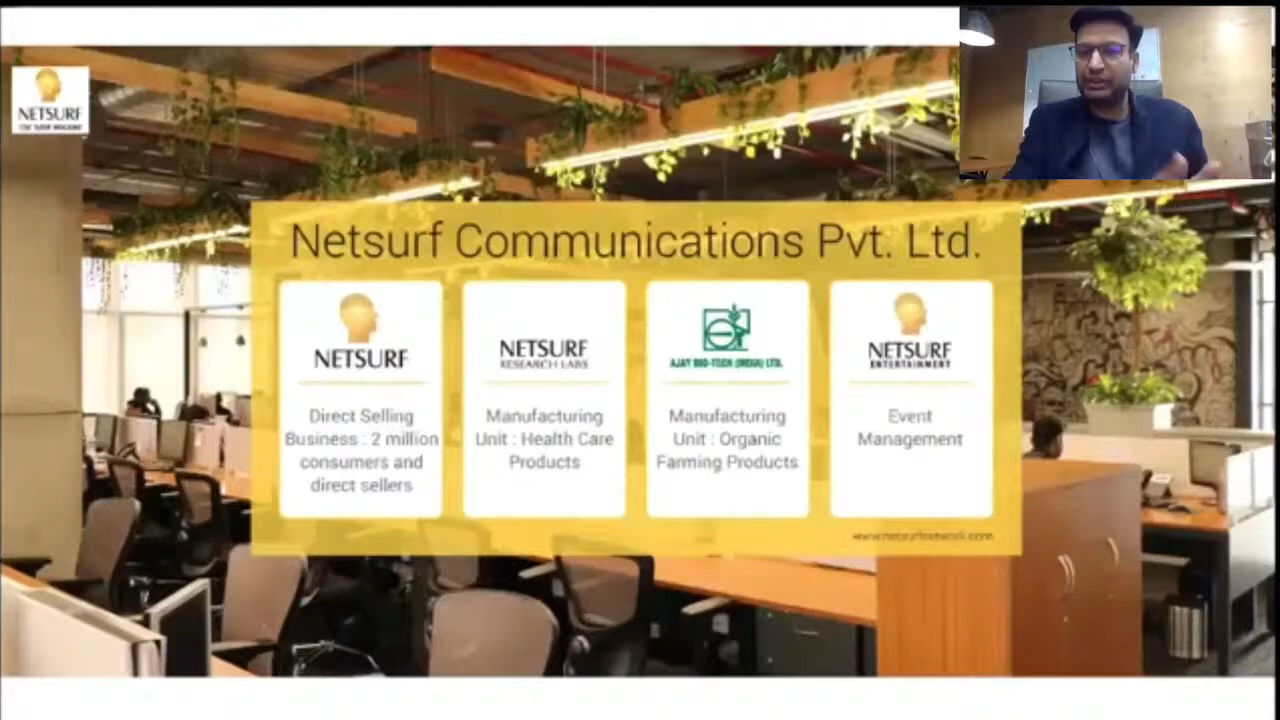 NETSURF
Netsurf Communications Pvt. Ltd.
NETSURF
Direct Selling
Business : 2 million
consumers and
direct sellers
NETSURF
RESEARCH LABS
Manufacturing
Unit : Health Care
Products
AJAY BIO-TECH (INDIA) LTD.
Manufacturing
Unit : Organic
Farming Products
NETSURF
ENTERTAINMENT
Event
Management
www.netsurfnetwork.com